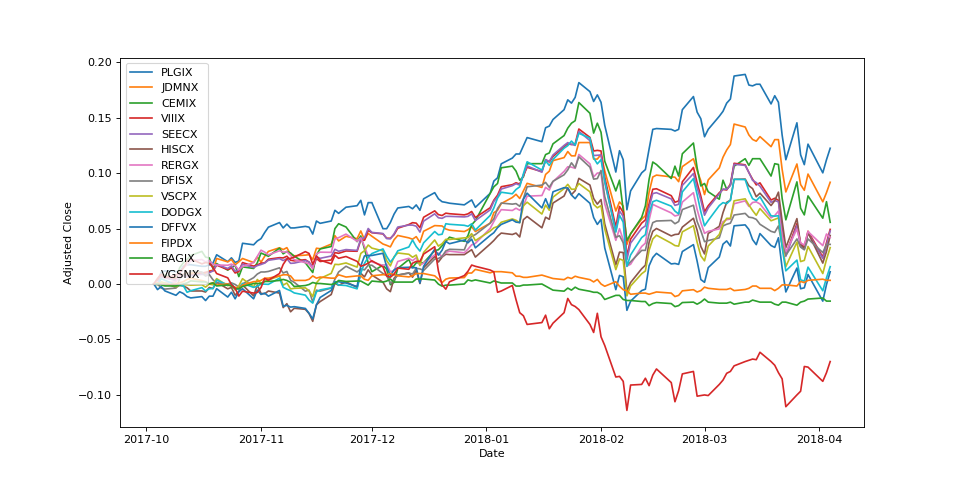 0.20
0.15
0.10
0.05
0.00
−0.05
−0.10
Adjusted Close
PLGIX
JDMNX
CEMIX
VIIIX
SEECX
HISCX
RERGX
DFISX
VSCPX
DODGX
DFFVX
FIPDX
BAGIX
VGSNX
2017-10 2017-11 2017-12 2018-01 2018-02 2018-03 2018-04
Date